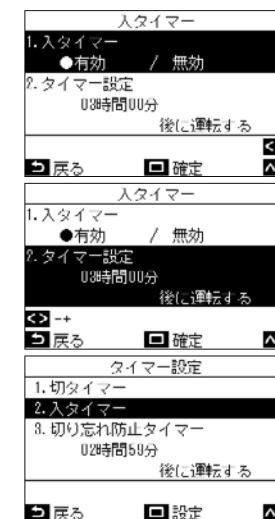 入タイマー
1.入タイマー
●有効 / 無効
2.タイマー設定
03時間00分
後に運転する
<
⮌戻る 確定 ∧
入タイマー
1.入タイマー
●有効 / 無効
2.タイマー設定
03時間00分
後に運転する
<> -+
⮌戻る 確定 ∧
タイマー設定
1.切タイマー
2.入タイマー
3.切り忘れ防止タイマー
02時間59分
後に運転する
⮌戻る 設定 ∧